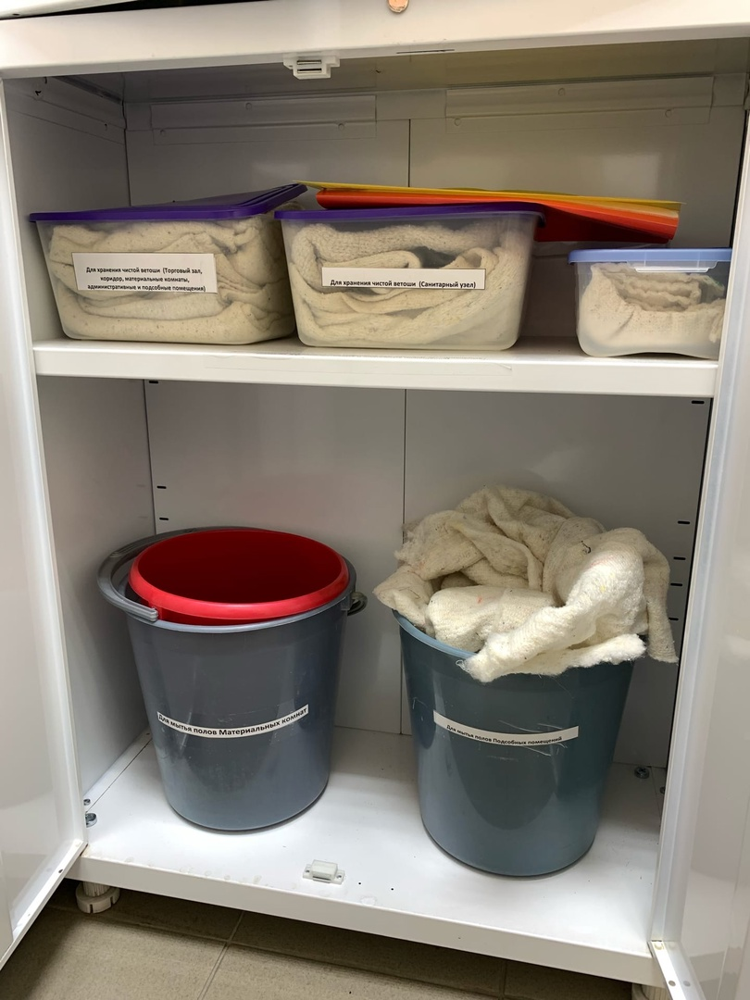 Для хранения чистой ветоши (Торговый зал,
коридор, материальные комнаты,
административные и подсобные помещения)
Для хранения чистой ветоши (Санитарный узел)
Для мытья полов Материальных комнат
Для мытья полов Подсобных помещений